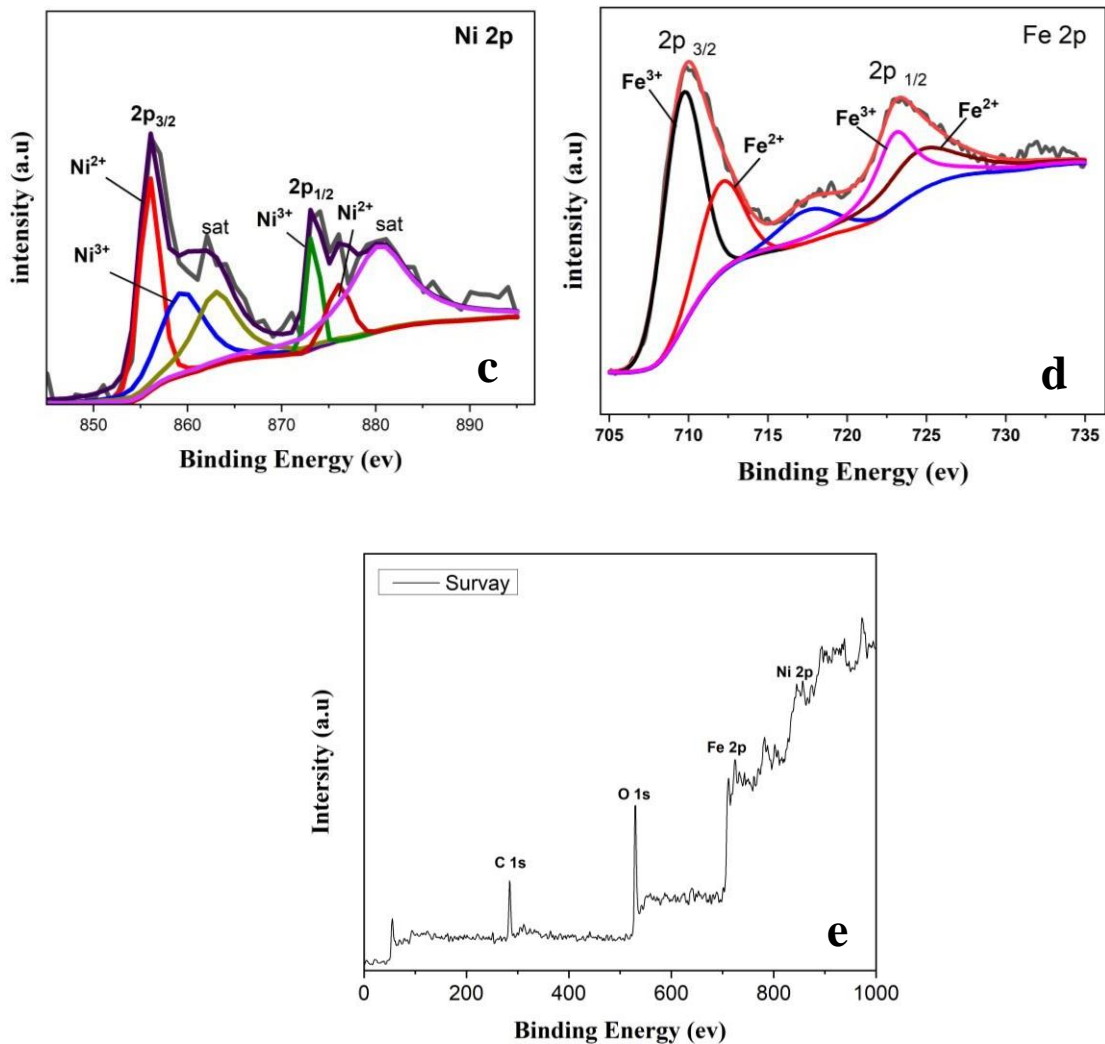 Ni 2p
2p3/2
Ni2+
Ni3+
sat
2p1/2
Ni3+
Ni2+
sat
c
intensity (a.u)
850
860
870
880
890
Binding Energy (ev)
Fe 2p
2p 3/2
Fe3+
Fe2+
2p 1/2
Fe3+
Fe2+
d
intensity (a.u)
705
710
715
720
725
730
735
Binding Energy (ev)
Survay
Ni 2p
Fe 2p
O 1s
C 1s
e
Intersity (a.u)
0
200
400
600
800
1000
Binding Energy (ev)